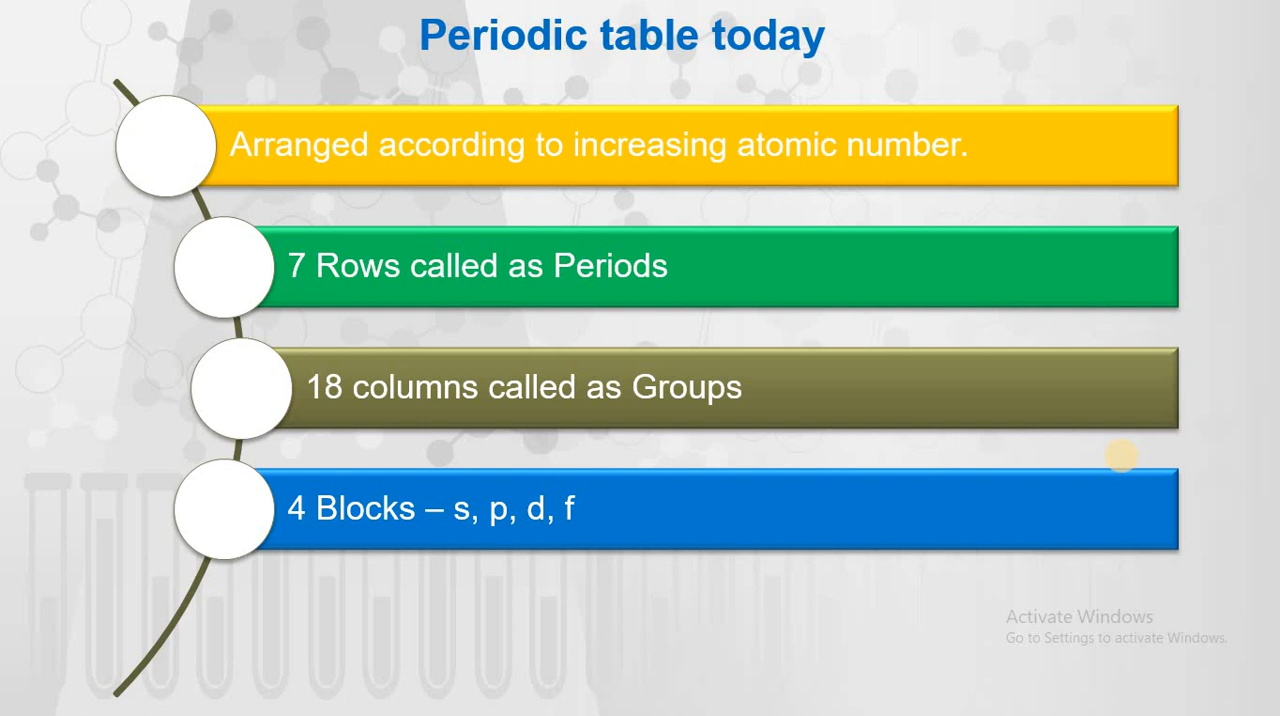 Periodic table today
Arranged according to increasing atomic number.
7 Rows called as Periods
18 columns called as Groups
4 Blocks – s, p, d, f
Activate Windows
Go to Settings to activate Windows.